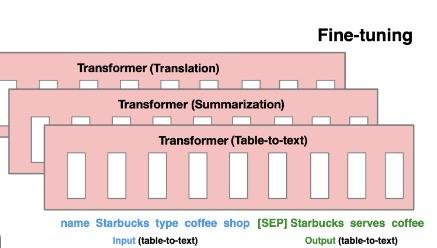 Fine-tuning
Transformer (Translation)
Transformer (Summarization)
Transformer (Table-to-text)
name Starbucks type coffee shop [SEP] Starbucks serves coffee
Input (table-to-text) Output (table-to-text)